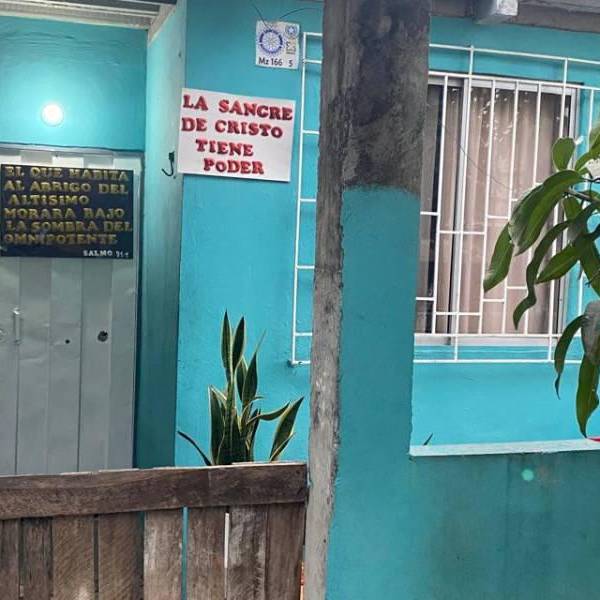 Mz 166 5
LA SANGRE
DE CRISTO
TIENE
PODER
EL QUE HABITA
AL ABRIGO DEL
ALTISIMO
MORARA BAJO
LA SOMBRA DEL
OMNIPOTENTE
SALMO. 91:1